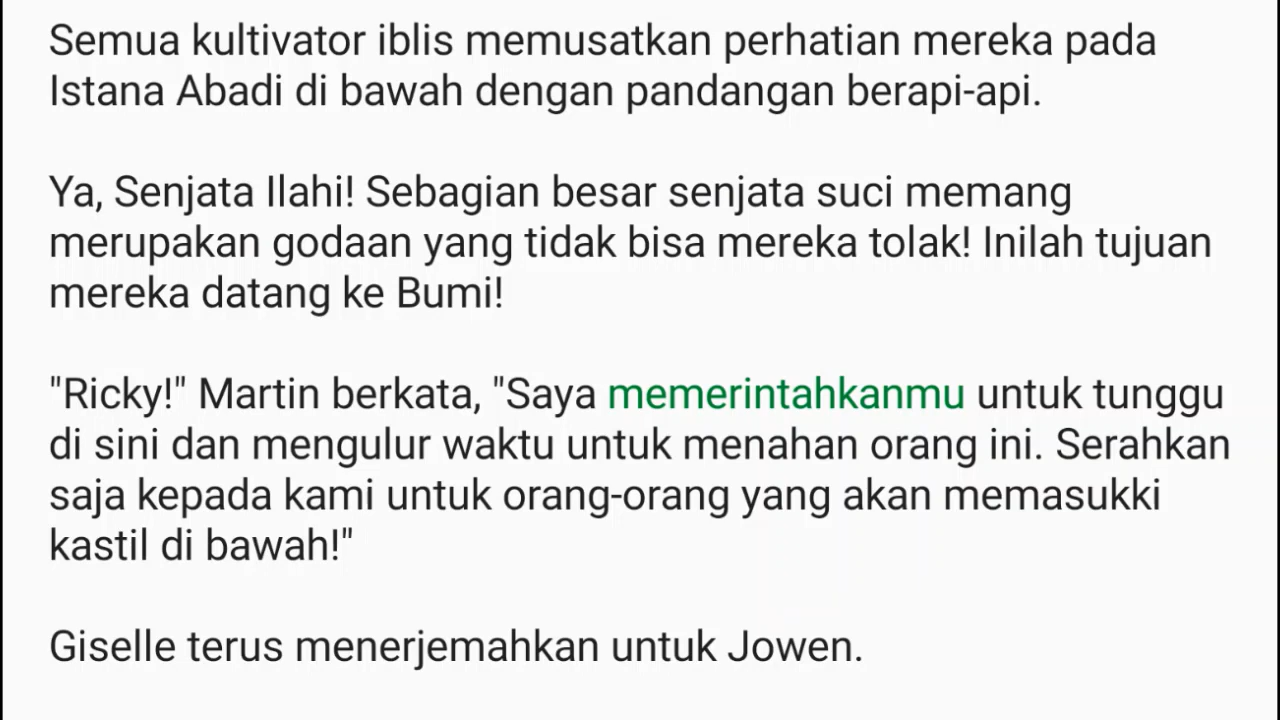 Semua kultivator iblis memusatkan perhatian mereka pada
Istana Abadi di bawah dengan pandangan berapi-api.
Ya, Senjata Ilahi! Sebagian besar senjata suci memang
merupakan godaan yang tidak bisa mereka tolak! Inilah tujuan
mereka datang ke Bumi!
"Ricky!" Martin berkata, "Saya memerintahkanmu untuk tunggu
di sini dan mengulur waktu untuk menahan orang ini. Serahkan
saja kepada kami untuk orang-orang yang akan memasukki
kastil di bawah!"
Giselle terus menerjemahkan untuk Jowen.